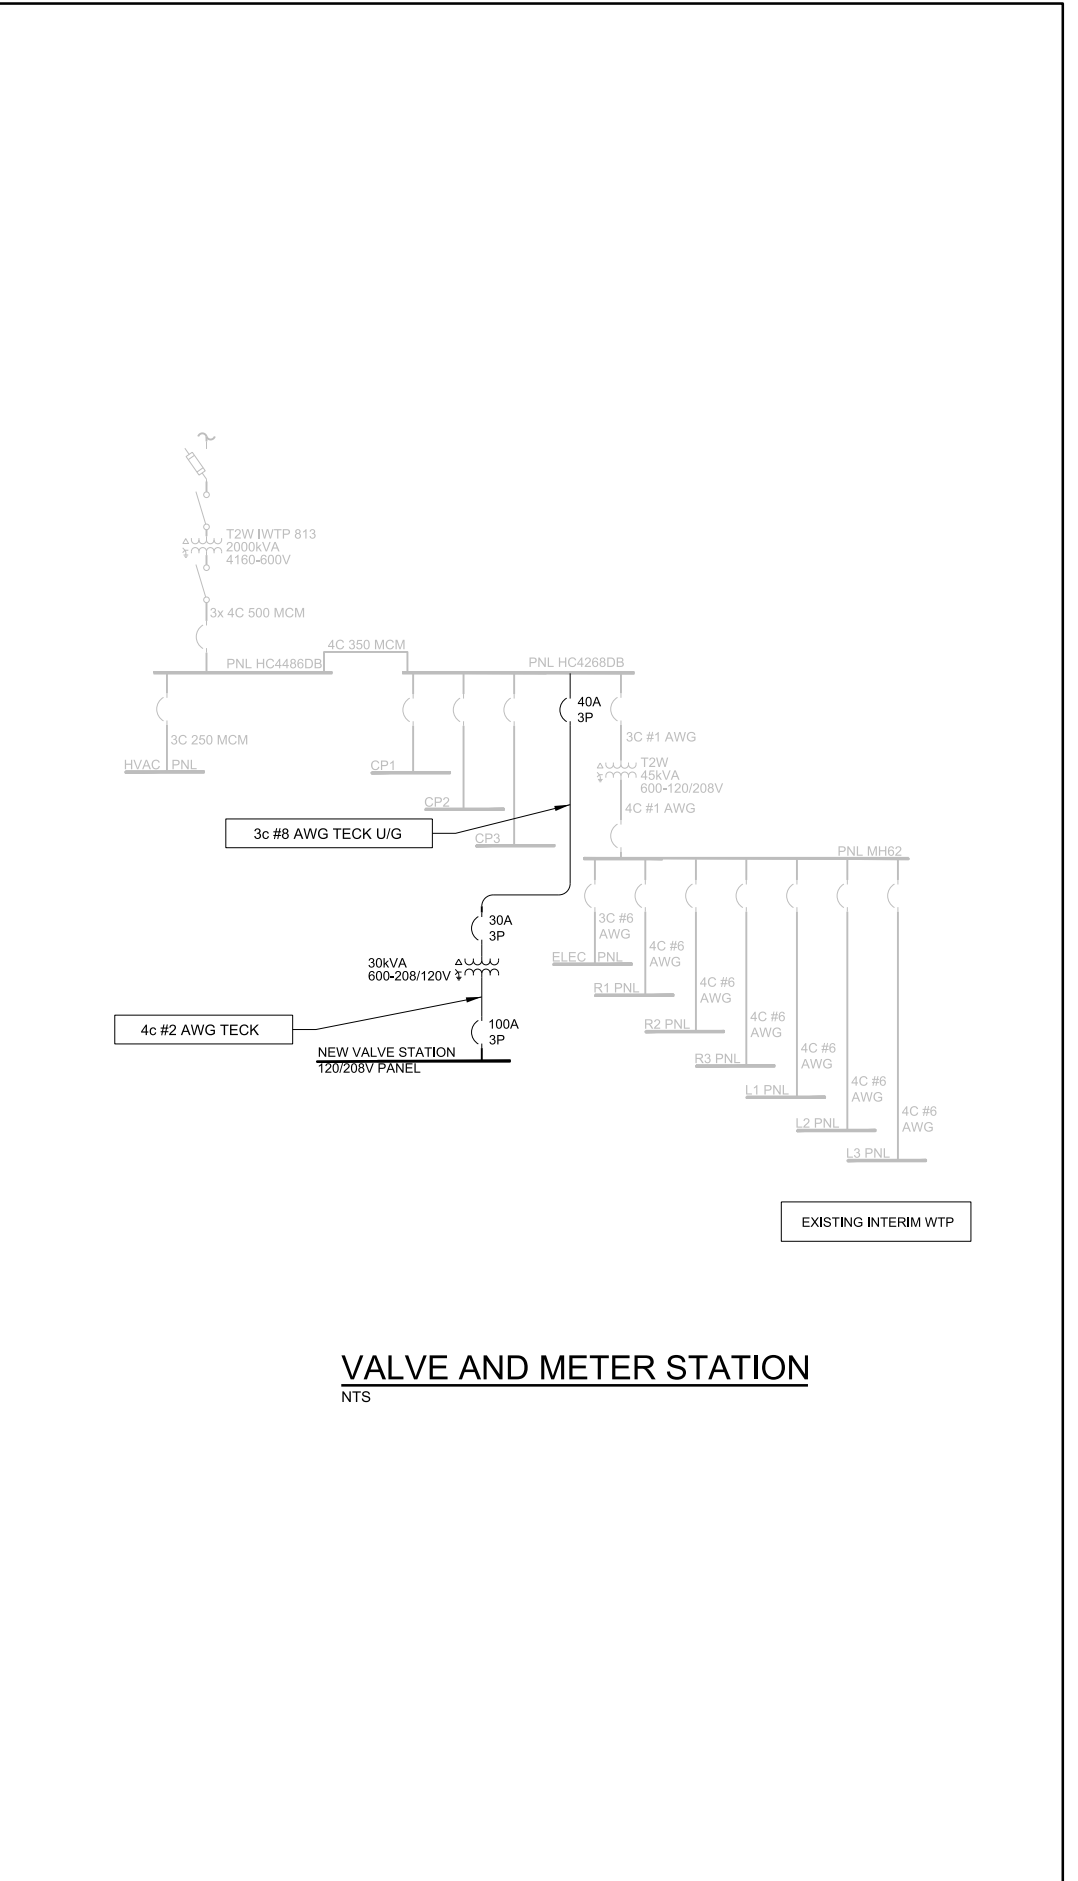 T2W IWTP 813
2000kVA
4160-600V
3x 4C 500 MCM
4C 350 MCM
PNL HC4486DB
PNL HC4268DB
40A
3P
3C 250 MCM
3C #1 AWG
HVAC PNL
CP1
T2W
45kVA
600-120/208V
CP2
4C #1 AWG
3c #8 AWG TECK U/G
CP3
PNL MH62
30A
3P
3C #6
AWG
4C #6
AWG
ELEC PNL
30kVA
600-208/120V
4C #6
AWG
R1 PNL
4c #2 AWG TECK
100A
3P
R2 PNL
4C #6
AWG
NEW VALVE STATION
120/208V PANEL
R3 PNL
4C #6
AWG
L1 PNL
4C #6
AWG
L2 PNL
4C #6
AWG
L3 PNL
EXISTING INTERIM WTP
VALVE AND METER STATION
NTS